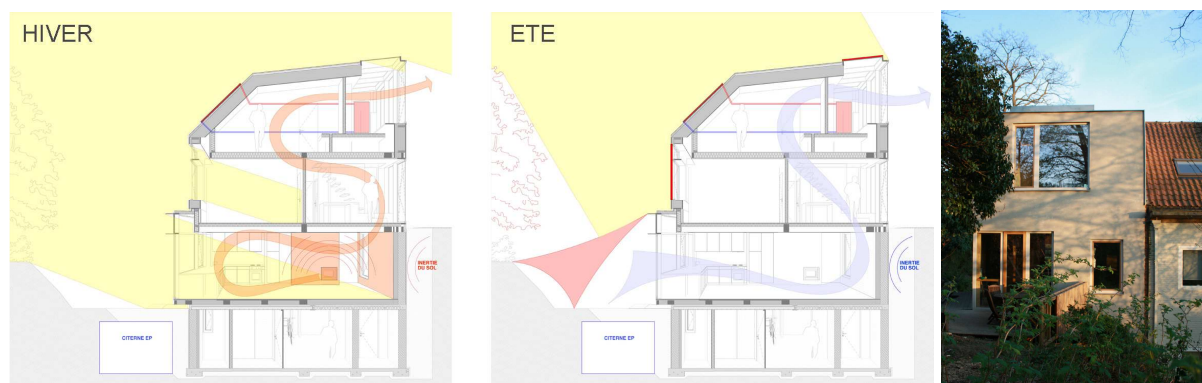 HIVER
INERTIE
DU SOL
CITERNE EP
ETE
INERTIE
DU SOL
CITERNE EP